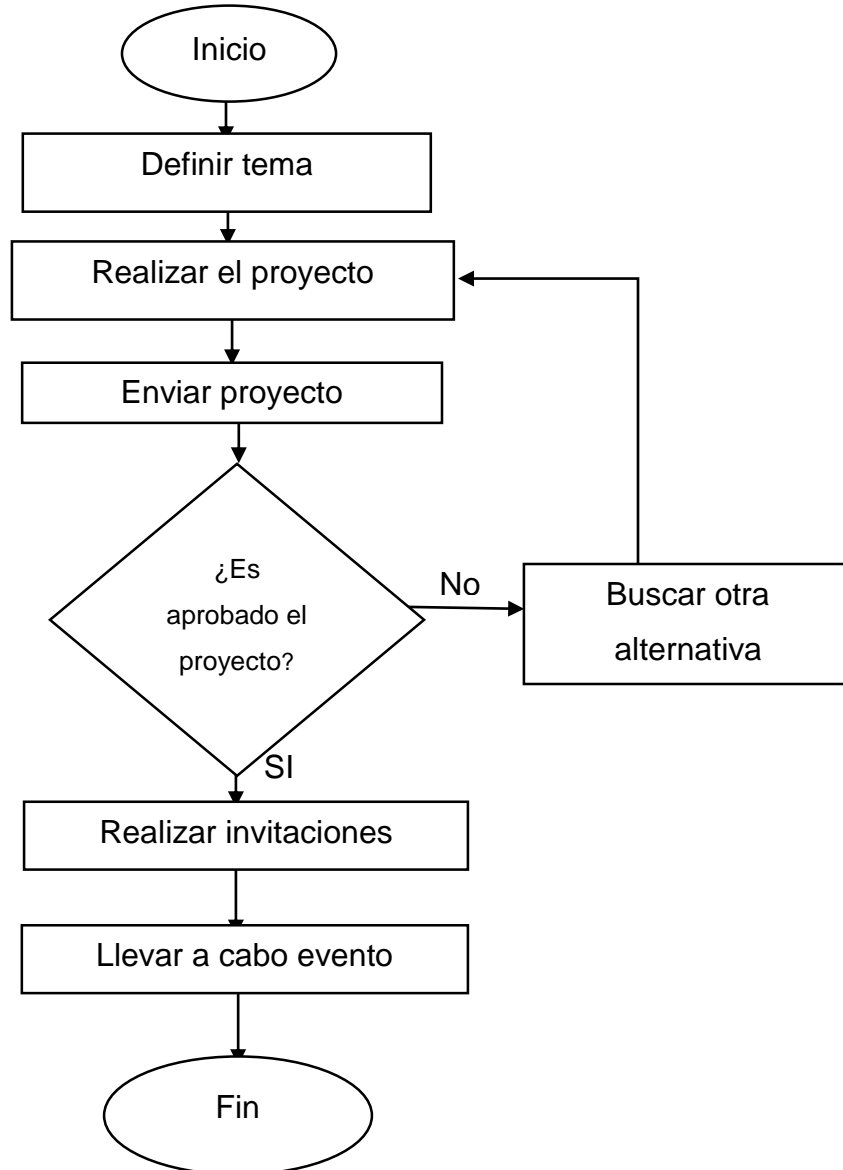 Inicio
Definir tema
Realizar el proyecto
Enviar proyecto
¿Es
aprobado el
proyecto?
No
Buscar otra
alternativa
SI
Realizar invitaciones
Llevar a cabo evento
Fin